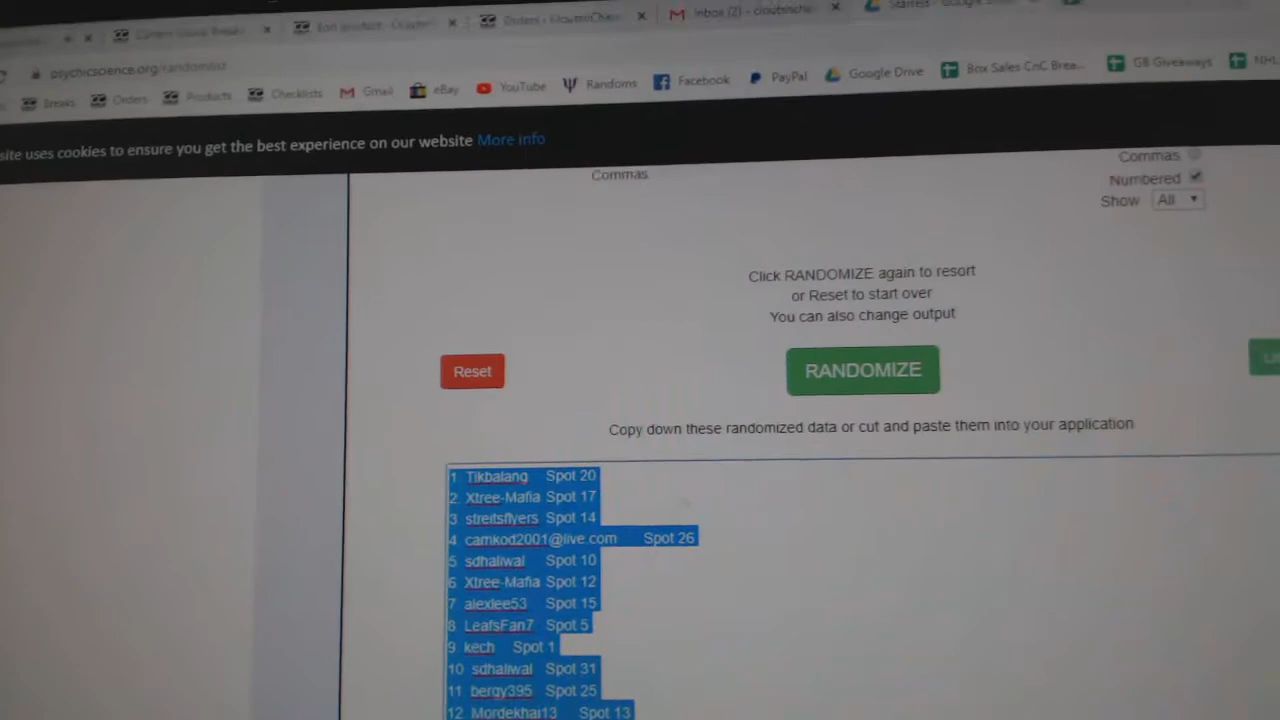 Orders
Inbox (2)
psychicscience.org/randomlist
Breaks Orders Products Checklists Gmail eBay YouTube Randoms Facebook PayPal Google Drive Box Sales CnC Brea... GB Giveaways NHL
site uses cookies to ensure you get the best experience on our website More info
Commas Commas
Numbered
Show All
Click RANDOMIZE again to resort
or Reset to start over
You can also change output
Reset RANDOMIZE
Copy down these randomized data or cut and paste them into your application
1 Tikbalang Spot 20
2 Xtree-Mafia Spot 17
3 streitsflyers Spot 14
4 camkod2001@live.com Spot 26
5 sdhaliwal Spot 10
6 Xtree-Mafia Spot 12
7 alexlee53 Spot 15
8 LeafsFan7 Spot 5
9 kech Spot 1
10 sdhaliwal Spot 31
11 bergy395 Spot 25
12 Mordekhai13 Spot 13